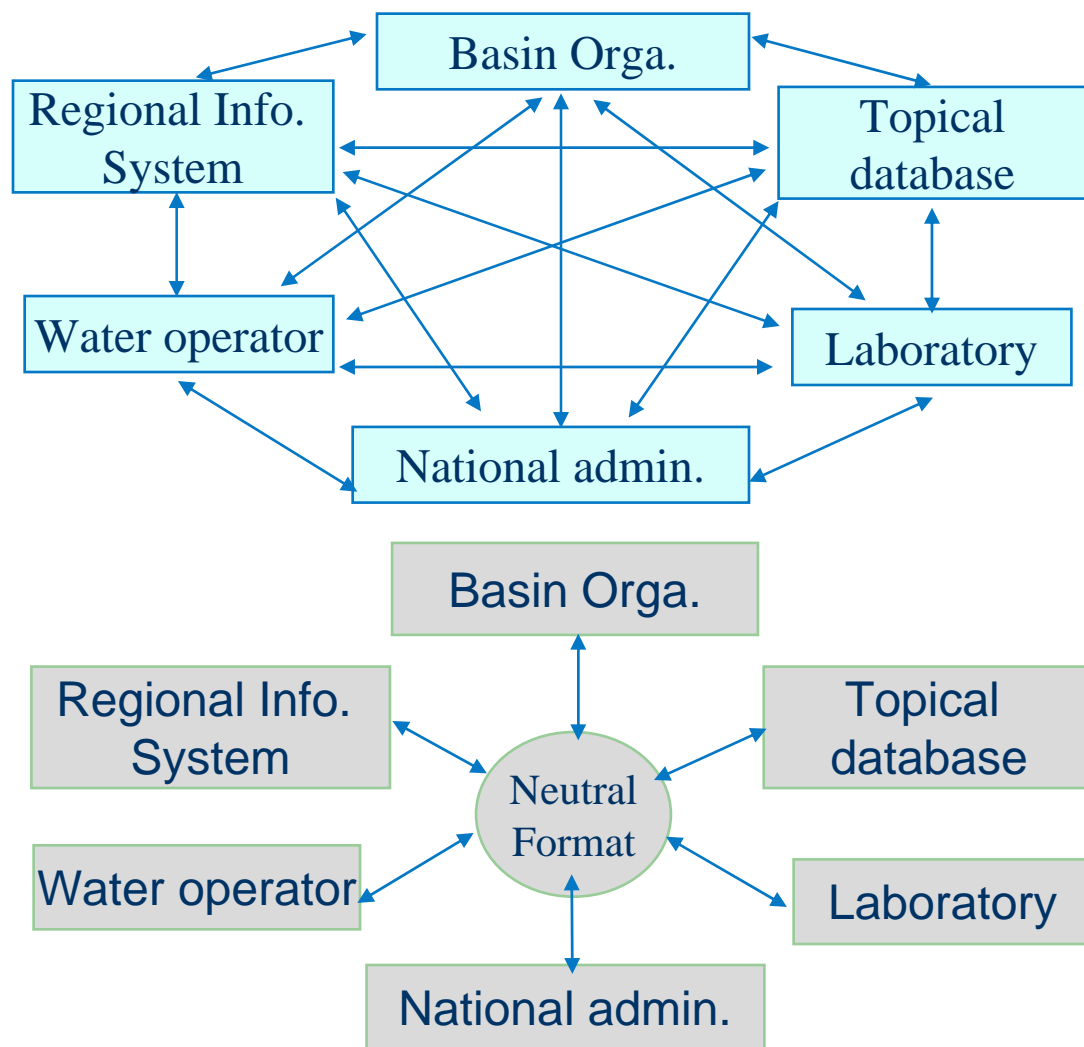 Basin Orga.
Regional Info.
System
Topical
database
Water operator
Laboratory
National admin.
Basin Orga.
Regional Info.
System
Topical
database
Neutral
Format
Water operator
Laboratory
National admin.